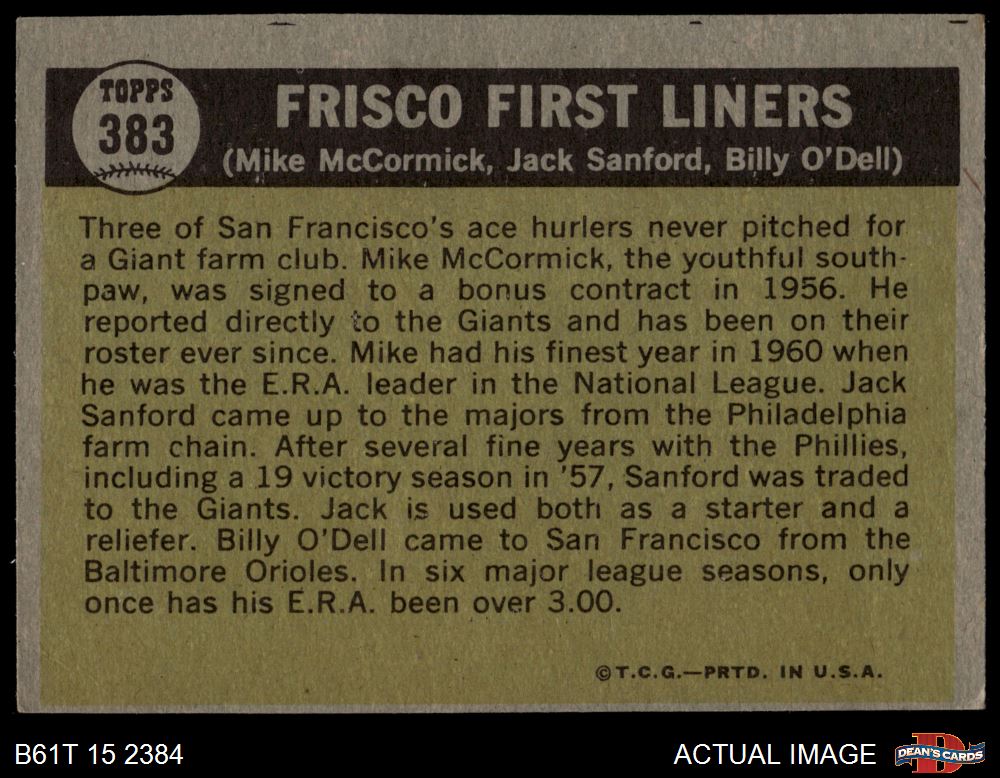 TOPPS
383
FRISCO FIRST LINERS
(Mike McCormick, Jack Sanford, Billy O'Dell)
Three of San Francisco's ace hurlers never pitched for
a Giant farm club. Mike McCormick, the youthful south-
paw, was signed to a bonus contract in 1956. He
reported directly to the Giants and has been on their
roster ever since. Mike had his finest year in 1960 when
he was the E.R.A. leader in the National League. Jack
Sanford came up to the majors from the Philadelphia
farm chain. After several fine years with the Phillies,
including a 19 victory season in '57, Sanford was traded
to the Giants. Jack is used both as a starter and a
reliefer. Billy O'Dell came to San Francisco from the
Baltimore Orioles. In six major league seasons, only
once has his E.R.A. been over 3.00.
©T.C.G.—PRTD. IN U.S.A.
B61T 15 2384
ACTUAL IMAGE
DEAN'S CARDS